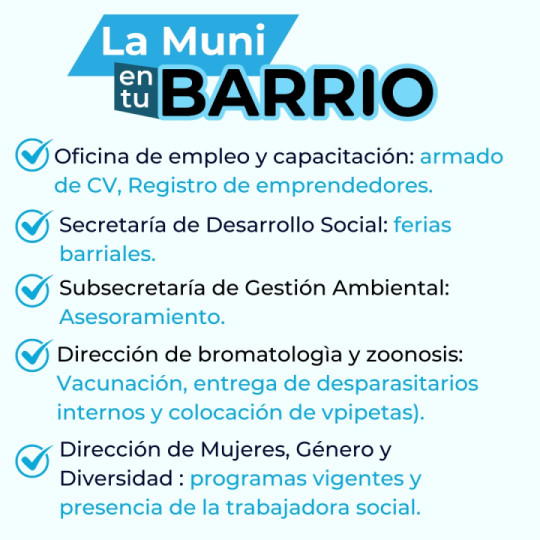 La Muni
en
tu
BARRIO
Oficina de empleo y capacitación: armado
de CV, Registro de emprendedores.
Secretaría de Desarrollo Social: ferias
barriales.
Subsecretaría de Gestión Ambiental:
Asesoramiento.
Dirección de bromatologìa y zoonosis:
Vacunación, entrega de desparasitarios
internos y colocación de vpipetas).
Dirección de Mujeres, Género y
Diversidad : programas vigentes y
presencia de la trabajadora social.